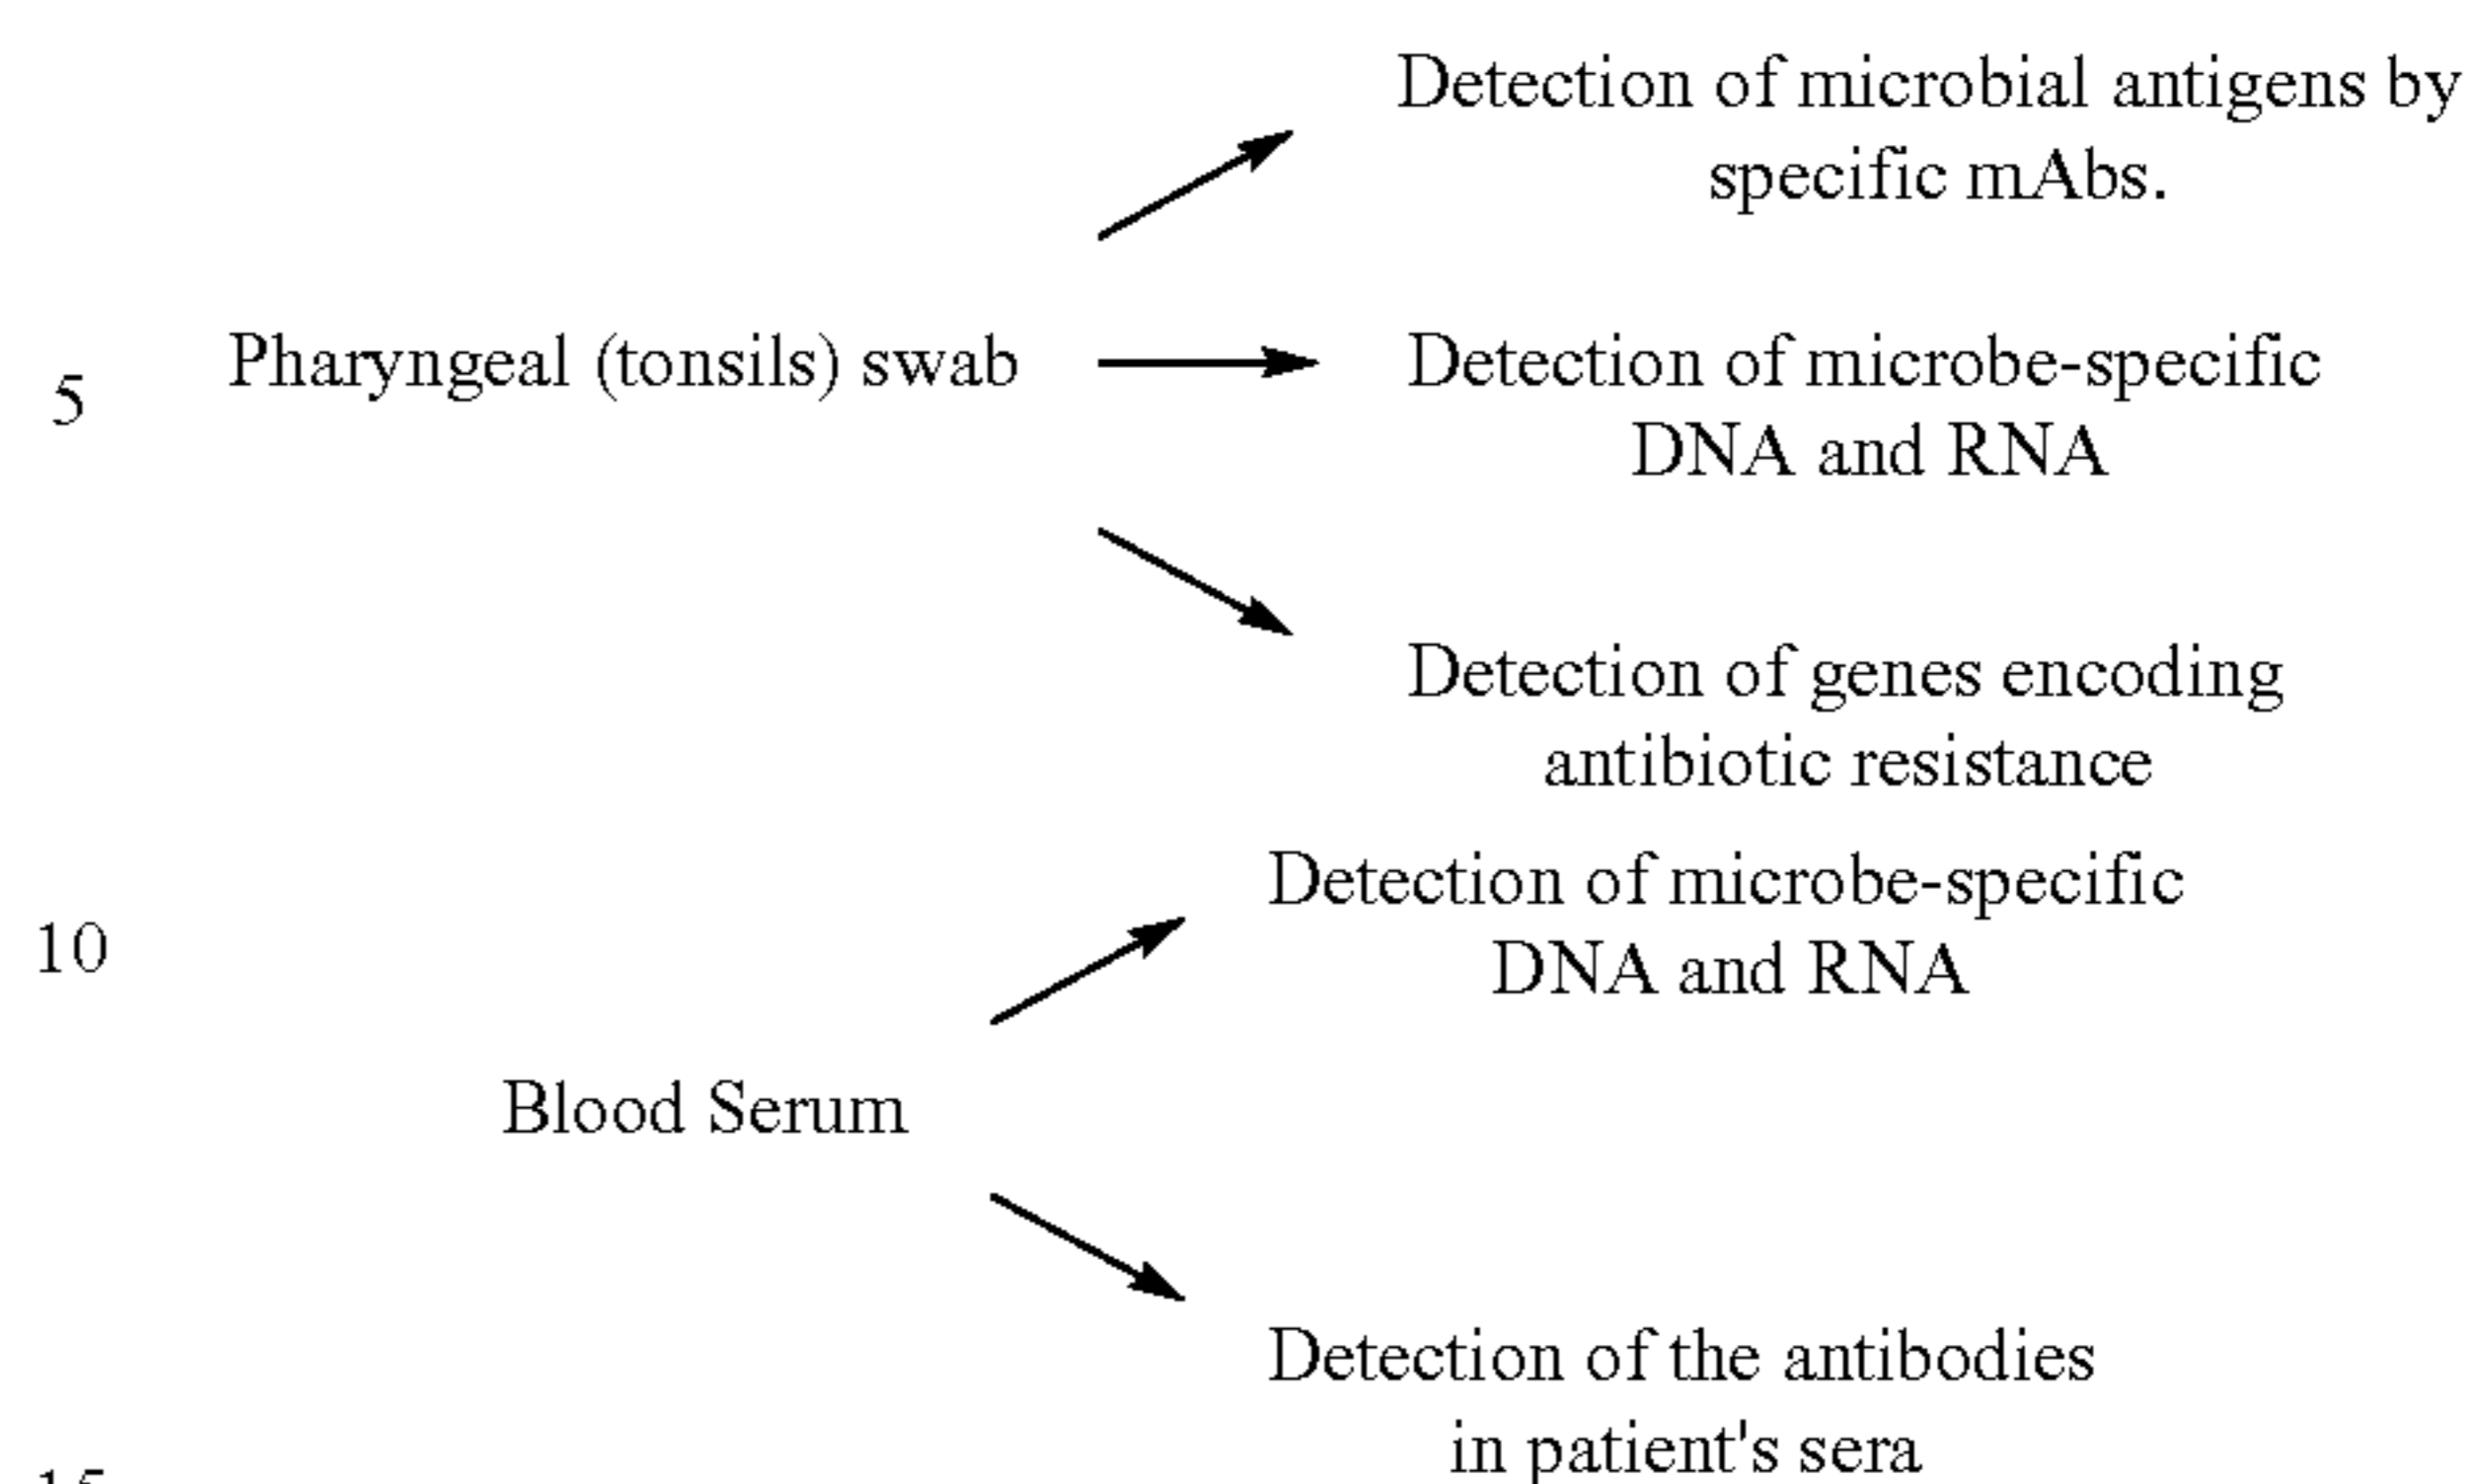 Detection of microbial antigens by
specific mAbs.
Pharyngeal (tonsils) swab
Detection of microbe-specific
5
DNA and RNA
Detection of genes encoding
antibiotic resistance
Detection of microbe-specific
10
DNA and RNA
Blood Serum
Detection of the antibodies
in patient's sera
15